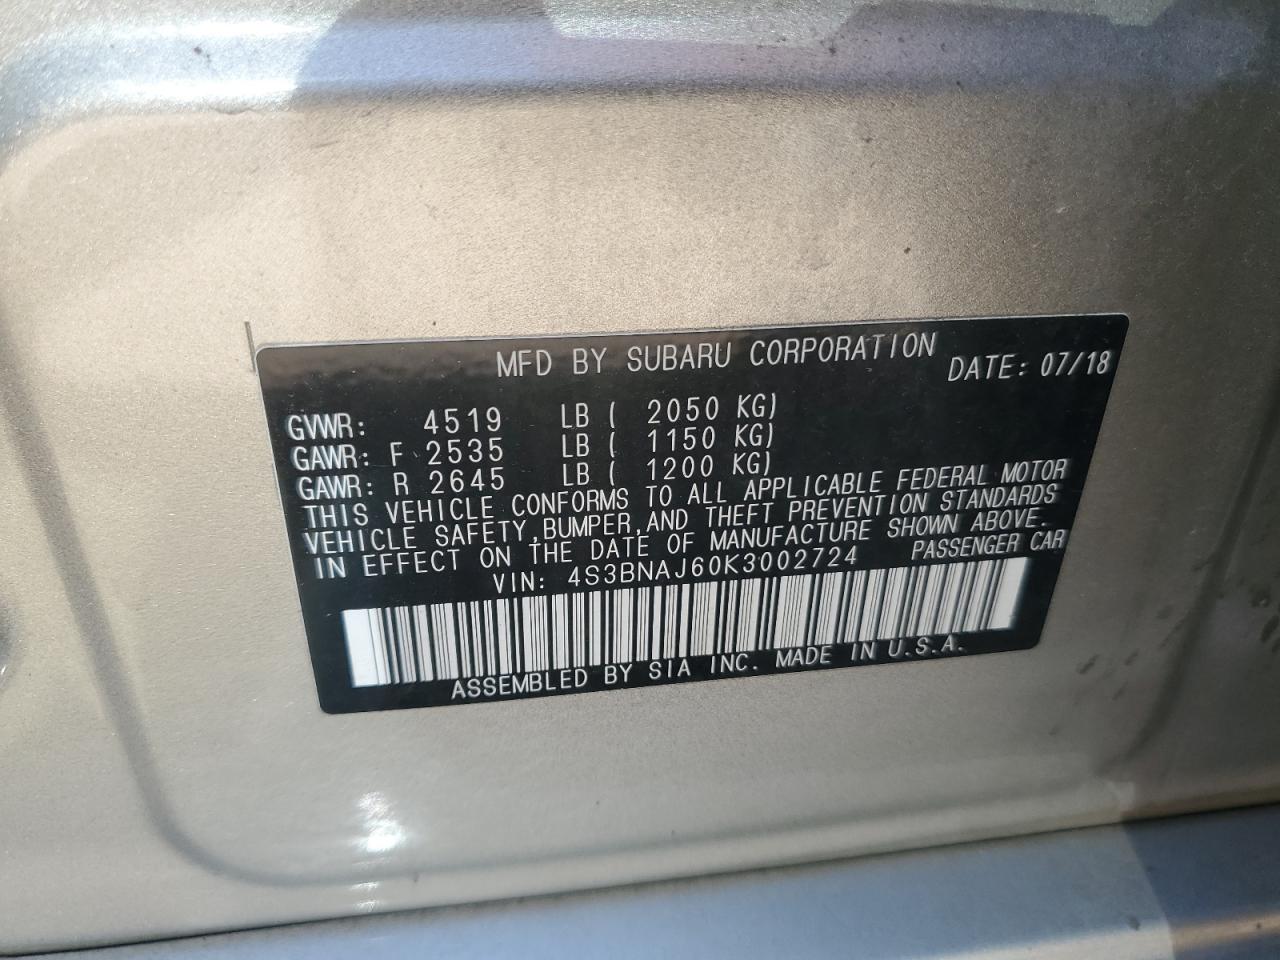 MFD BY SUBARU CORPORATION DATE: 07/18
GVWR: 4519 LB ( 2050 KG)
GAWR: F 2535 LB ( 1150 KG)
GAWR: R 2645 LB ( 1200 KG)
THIS VEHICLE CONFORMS TO ALL APPLICABLE FEDERAL MOTOR
VEHICLE SAFETY,BUMPER,AND THEFT PREVENTION STANDARDS
IN EFFECT ON THE DATE OF MANUFACTURE SHOWN ABOVE.
VIN: 4S3BNAJ60K3002724 PASSENGER CAR
ASSEMBLED BY SIA INC. MADE IN U.S.A.